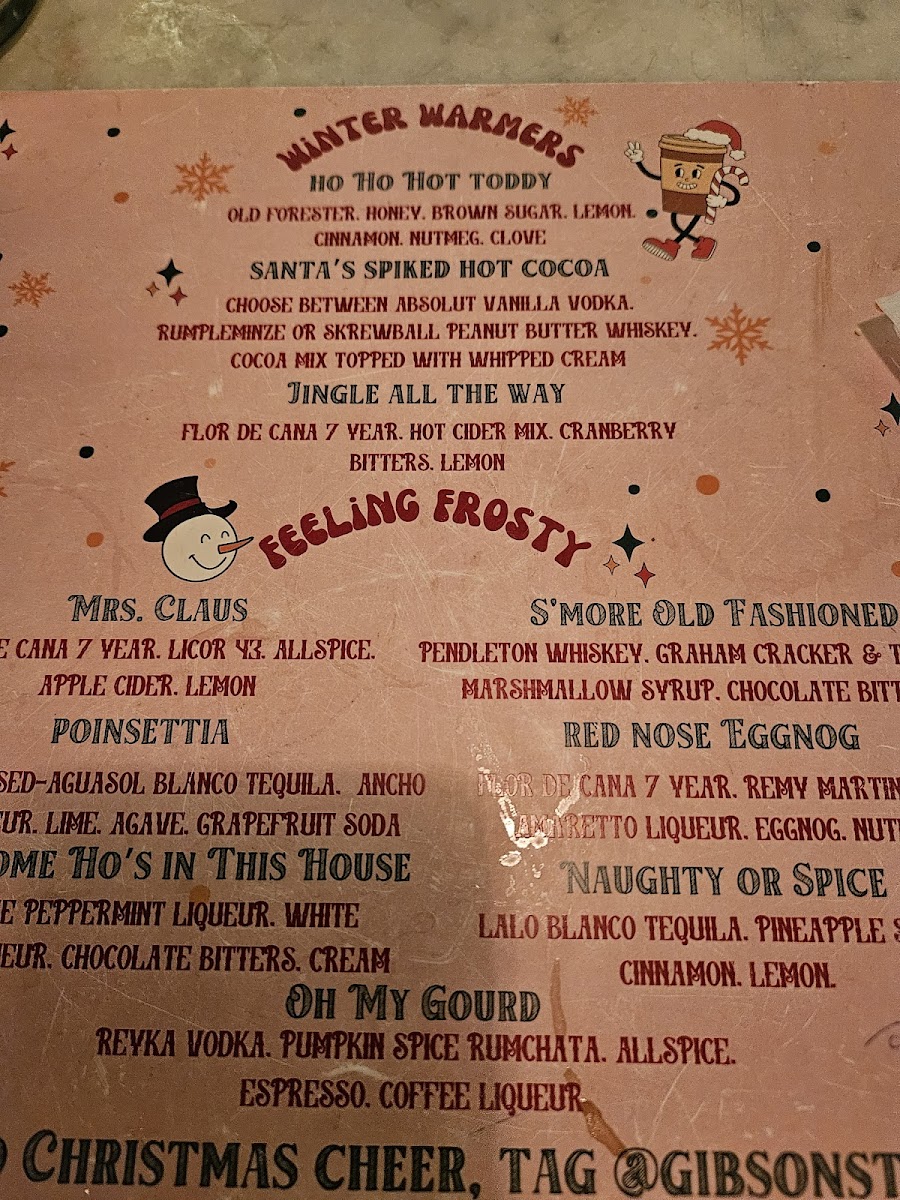 WINTER WARMERS
HO HO HOT TODDY
OLD FORESTER. HONEY. BROWN SUGAR. LEMON.
CINNAMON. NUTMEG. CLOVE
SANTA'S SPIKED HOT COCOA
CHOOSE BETWEEN ABSOLUT VANILLA VODKA.
RUMPLEMINZE OR SKREWBALL PEANUT BUTTER WHISKEY.
COCOA MIX TOPPED WITH WHIPPED CREAM
JINGLE ALL THE WAY
FLOR DE CANA 7 YEAR. HOT CIDER MIX. CRANBERRY
BITTERS. LEMON
FEELING FROSTY
MRS. CLAUS
CANA 7 YEAR. LICOR 43. ALLSPICE.
APPLE CIDER. LEMON
POINSETTIA
AGUASOL BLANCO TEQUILA. ANCHO
LIME. AGAVE. GRAPEFRUIT SODA
HO'S IN THIS HOUSE
PEPPERMINT LIQUEUR. WHITE
CHOCOLATE BITTERS. CREAM
S'MORE OLD FASHIONED
PENDLETON WHISKEY. GRAHAM CRACKER &
MARSHMALLOW SYRUP. CHOCOLATE
RED NOSE EGGNOG
FLOR DE CANA 7 YEAR. REMY MARTIN
AMARETTO LIQUEUR. EGGNOG.
NAUGHTY OR SPICE
LALO BLANCO TEQUILA. PINEAPPLE
CINNAMON. LEMON.
OH MY GOURD
REYKA VODKA. PUMPKIN SPICE RUMCHATA. ALLSPICE.
ESPRESSO. COFFEE LIQUEUR
CHRISTMAS CHEER, TAG @GIBSONST